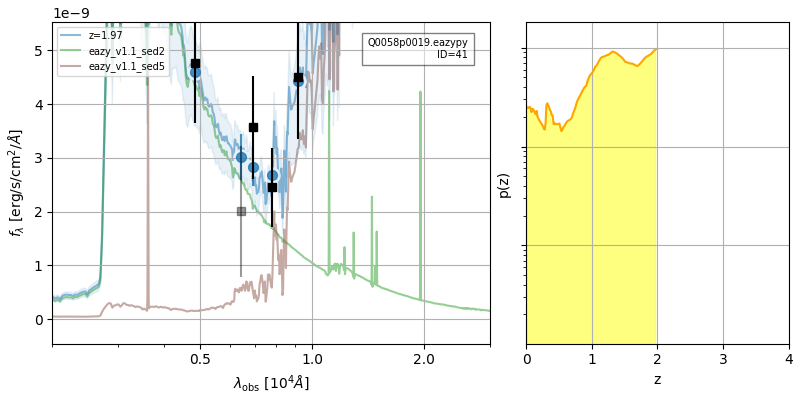 1e−9
z=1.97
eazy_v1.1_sed2
eazy_v1.1_sed5
Q0058p0019.eazypy
ID=41
5
4
3
2
1
0
fλ [erg/s/cm²/Å]
0.5
1.0
2.0
λobs [10⁴Å]
p(z)
0
1
2
3
4
z